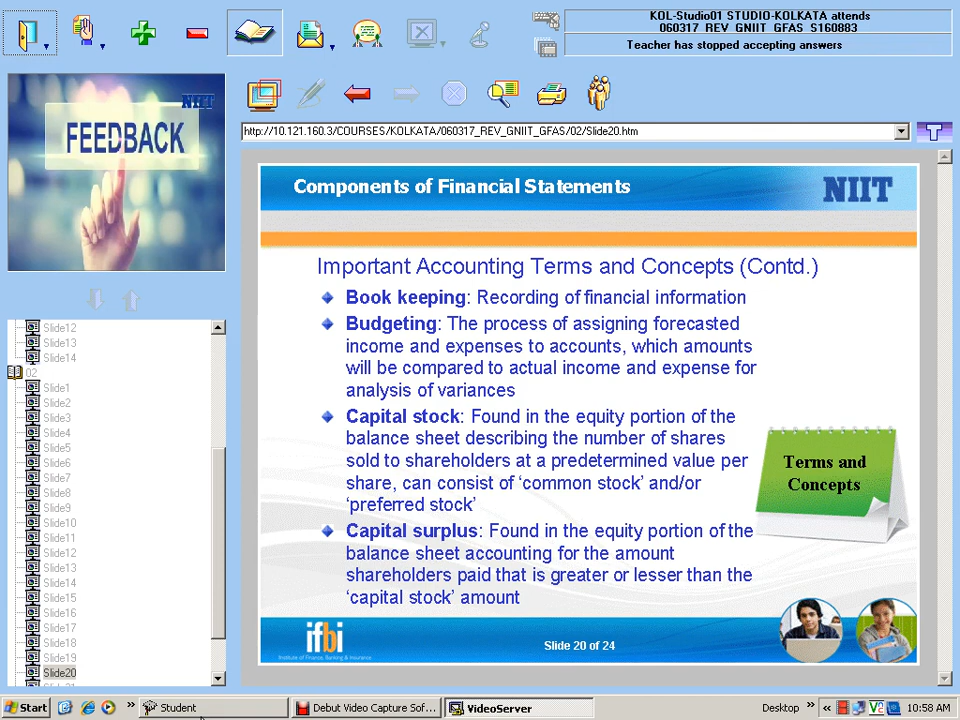 KOL-Studio01 STUDIO-KOLKATA attends
060317_REV_GNIIT_GFAS_S160883
Teacher has stopped accepting answers
NIIT
FEEDBACK
http://10.121.160.3/COURSES/KOLKATA/060317_REV_GNIIT_GFAS/02/Slide20.htm
T
Components of Financial Statements
NIIT
Important Accounting Terms and Concepts (Contd.)
Book keeping: Recording of financial information
Budgeting: The process of assigning forecasted
income and expenses to accounts, which amounts
will be compared to actual income and expense for
analysis of variances
Capital stock: Found in the equity portion of the
balance sheet describing the number of shares
sold to shareholders at a predetermined value per
share, can consist of ‘common stock’ and/or
‘preferred stock’
Capital surplus: Found in the equity portion of the
balance sheet accounting for the amount
shareholders paid that is greater or lesser than the
‘capital stock’ amount
Terms and
Concepts
ifbi
Institute of Finance, Banking & Insurance
Slide 20 of 24
Slide12
Slide13
Slide14
02
Slide1
Slide2
Slide3
Slide4
Slide5
Slide6
Slide7
Slide8
Slide9
Slide10
Slide11
Slide12
Slide13
Slide14
Slide15
Slide16
Slide17
Slide18
Slide19
Slide20
Start
Student
Debut Video Capture Sof...
VideoServer
Desktop
10:58 AM